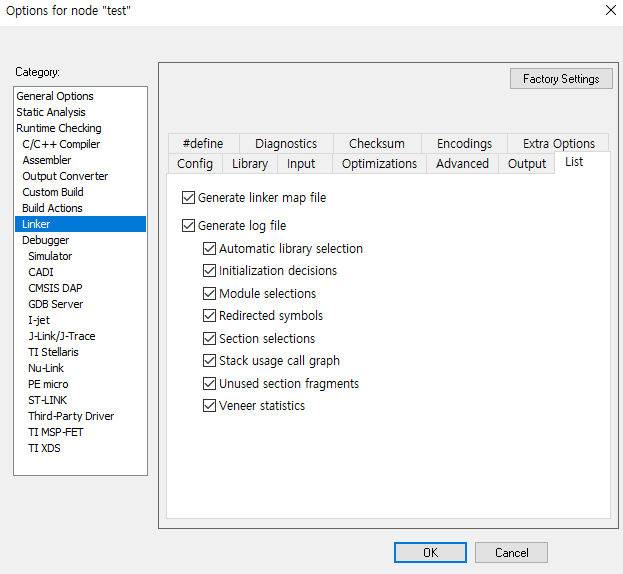 Options for node "test"
Category:
Factory Settings
General Options
Static Analysis
Runtime Checking
C/C++ Compiler
Assembler
Output Converter
Custom Build
Build Actions
Linker
Debugger
Simulator
CADI
CMSIS DAP
GDB Server
I-jet
J-Link/J-Trace
TI Stellaris
Nu-Link
PE micro
ST-LINK
Third-Party Driver
TI MSP-FET
TI XDS
#define Diagnostics Checksum Encodings Extra Options
Config Library Input Optimizations Advanced Output List
Generate linker map file
Generate log file
Automatic library selection
Initialization decisions
Module selections
Redirected symbols
Section selections
Stack usage call graph
Unused section fragments
Veneer statistics
OK Cancel